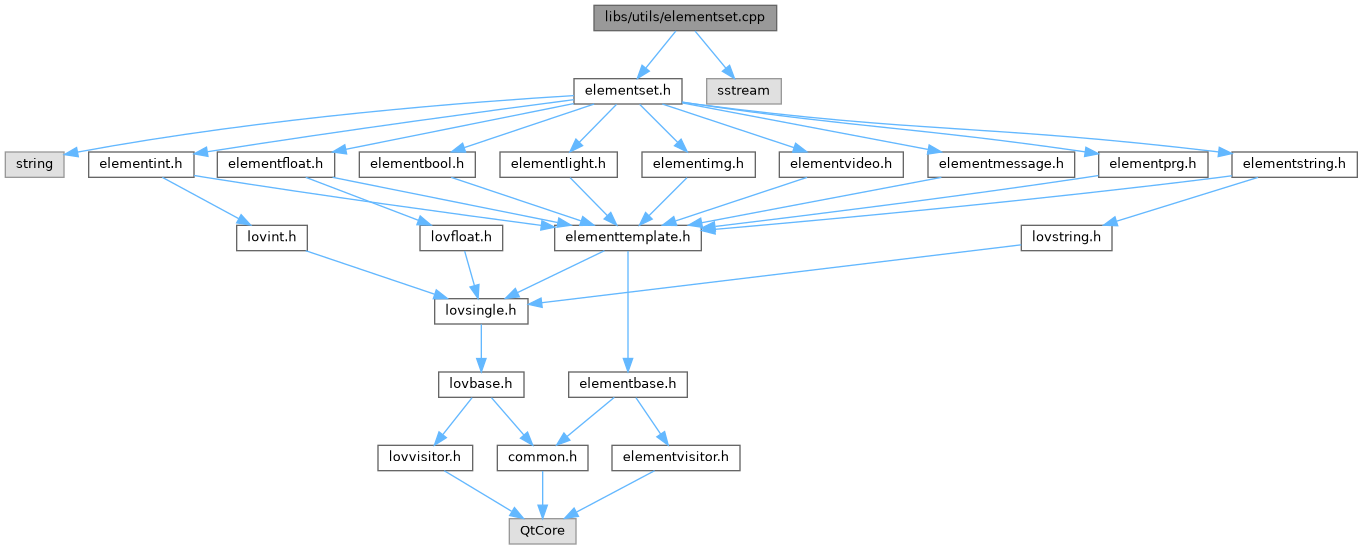 libs/utils/elementset.cpp
elementset.h
sstream
string
elementint.h
elementfloat.h
elementbool.h
elementlight.h
elementimg.h
elementvideo.h
elementmessage.h
elementprg.h
elementstring.h
lovint.h
lovfloat.h
elementtemplate.h
lovstring.h
lovsingle.h
lovbase.h
elementbase.h
lovvisitor.h
common.h
elementvisitor.h
QtCore